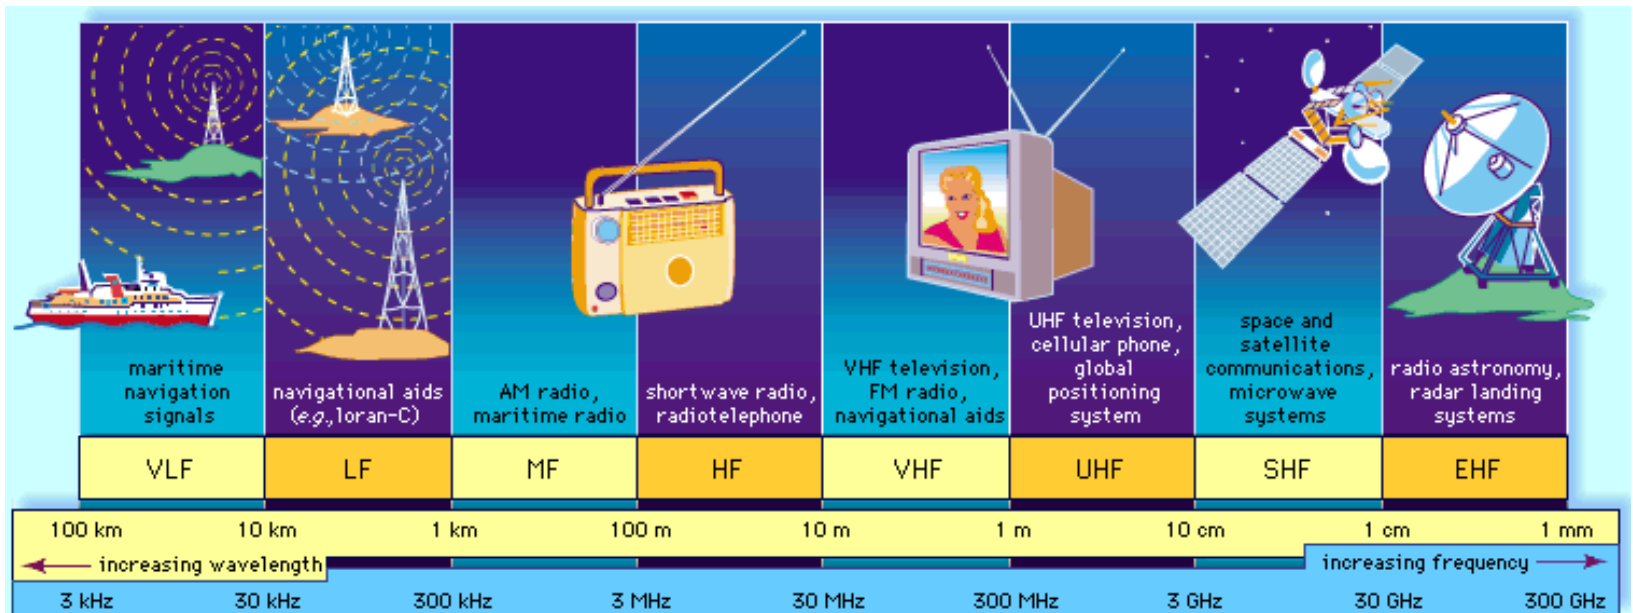 maritime
navigation
signals
navigational aids
(e.g., loran-C)
AM radio,
maritime radio
shortwave radio,
radiotelephone
VHF television,
FM radio,
navigational aids
UHF television,
cellular phone,
global
positioning
system
space and
satellite
communications,
microwave
systems
radio astronomy,
radar landing
systems
VLF LF MF HF VHF UHF SHF EHF
100 km 10 km 1 km 100 m 10 m 1 m 10 cm 1 cm 1 mm
increasing wavelength increasing frequency
3 kHz 30 kHz 300 kHz 3 MHz 30 MHz 300 MHz 3 GHz 30 GHz 300 GHz